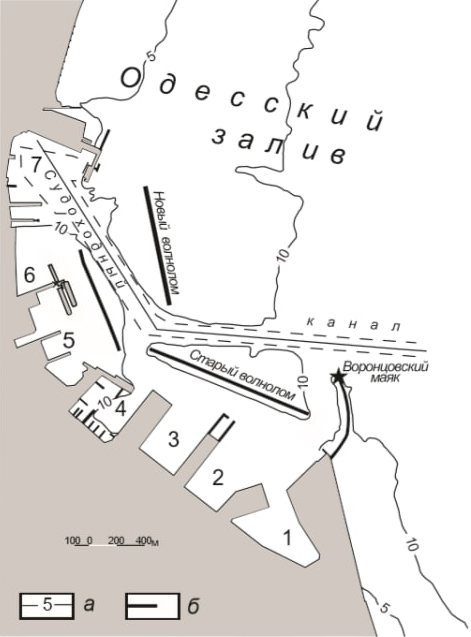 5
Одесский
залив
7
Судоходный
10
Новый волнолом
10
6
канал
5
Старый волнолом
10
Воронцовский
маяк
10
4
3
2
1
10
5
100 0 200 400м
5 а б